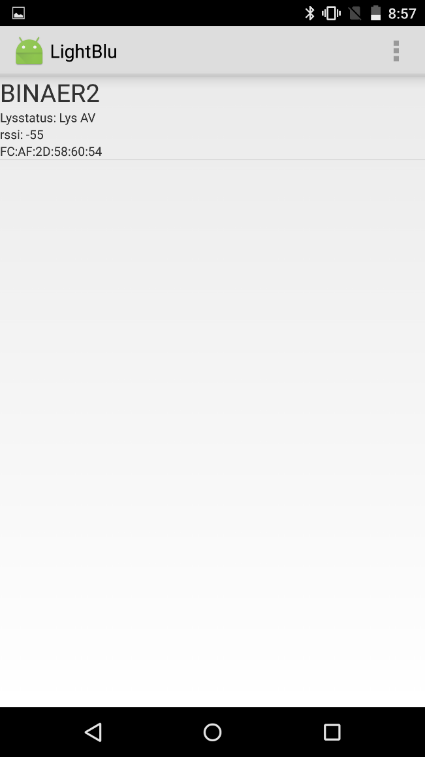 8:57
LightBlu
BINAER2
Lysstatus: Lys AV
rssi: -55
FC:AF:2D:58:60:54